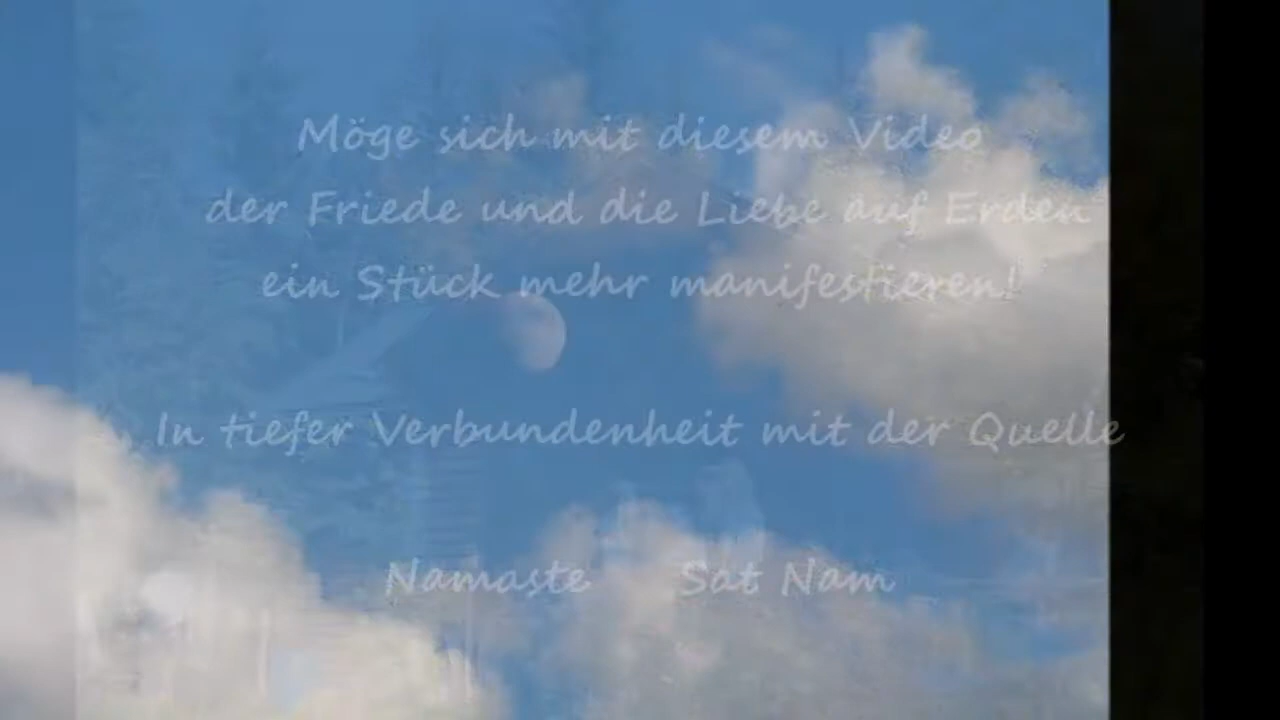 Möge sich mit diesem Video
der Friede und die Liebe auf Erden
ein Stück mehr manifestieren!
In tiefer Verbundenheit mit der Quelle
Namaste Sat Nam